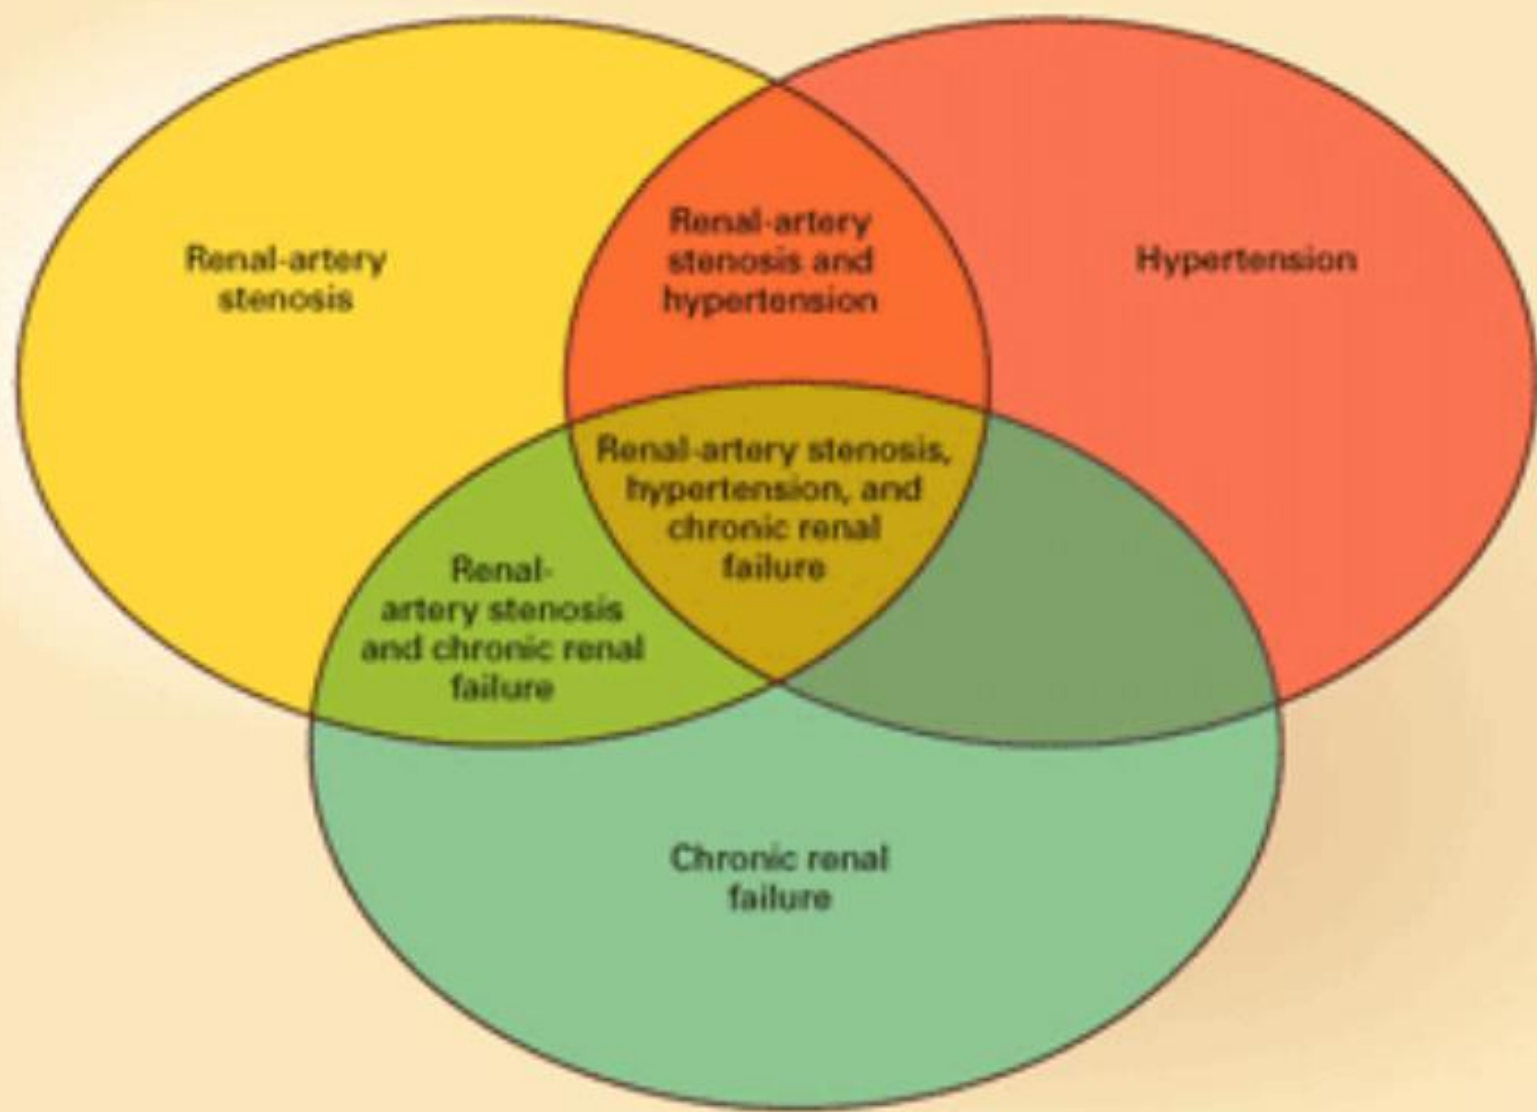 Renal-artery
stenosis
Renal-artery
stenosis and
hypertension
Hypertension
Renal-artery stenosis,
hypertension, and
chronic renal
failure
Renal-
artery stenosis
and chronic renal
failure
Chronic renal
failure